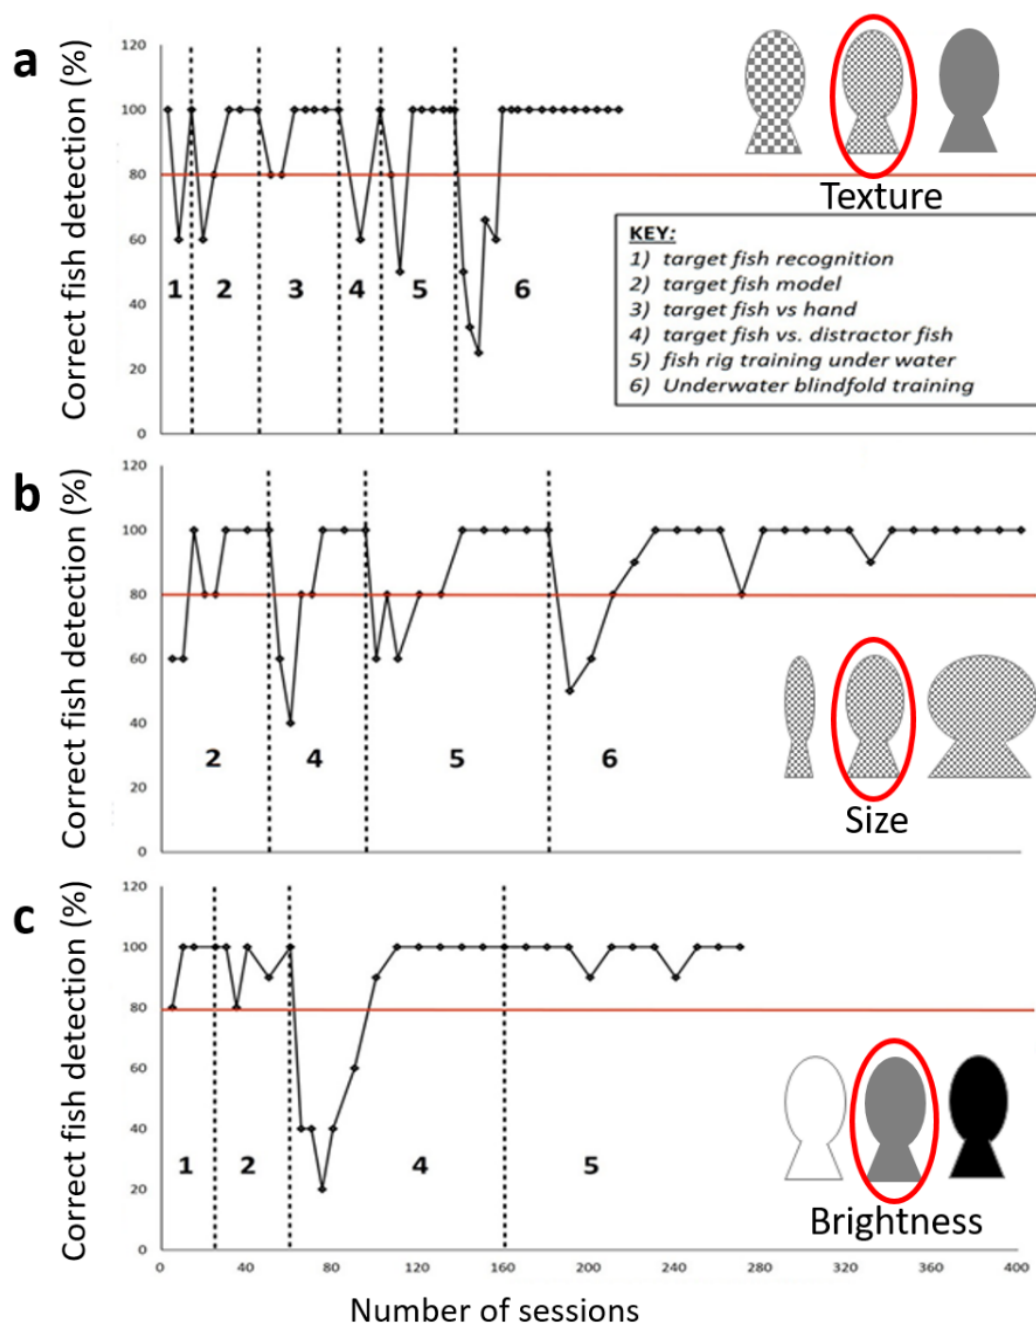 a
Correct fish detection (%)
120
100
80
60
40
20
0
1 2 3 4 5 6
Texture
KEY:
1) target fish recognition
2) target fish model
3) target fish vs hand
4) target fish vs. distractor fish
5) fish rig training under water
6) Underwater blindfold training
b
Correct fish detection (%)
120
100
80
60
40
20
0
2 4 5 6
Size
c
Correct fish detection (%)
120
100
80
60
40
20
0
1 2 4 5
Brightness
0 40 80 120 160 200 240 280 320 360 400
Number of sessions